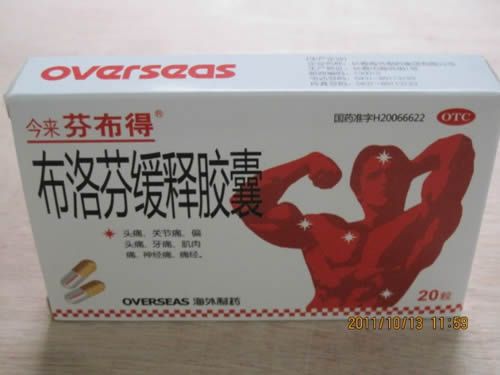 overseas
今来 芬布得®
国药准字H20066622
OTC
布洛芬缓释胶囊
头痛、关节痛、偏
头痛、牙痛、肌肉
痛、神经痛、痛经。
OVERSEAS 海外制药
20粒
2011/10/13 11:59